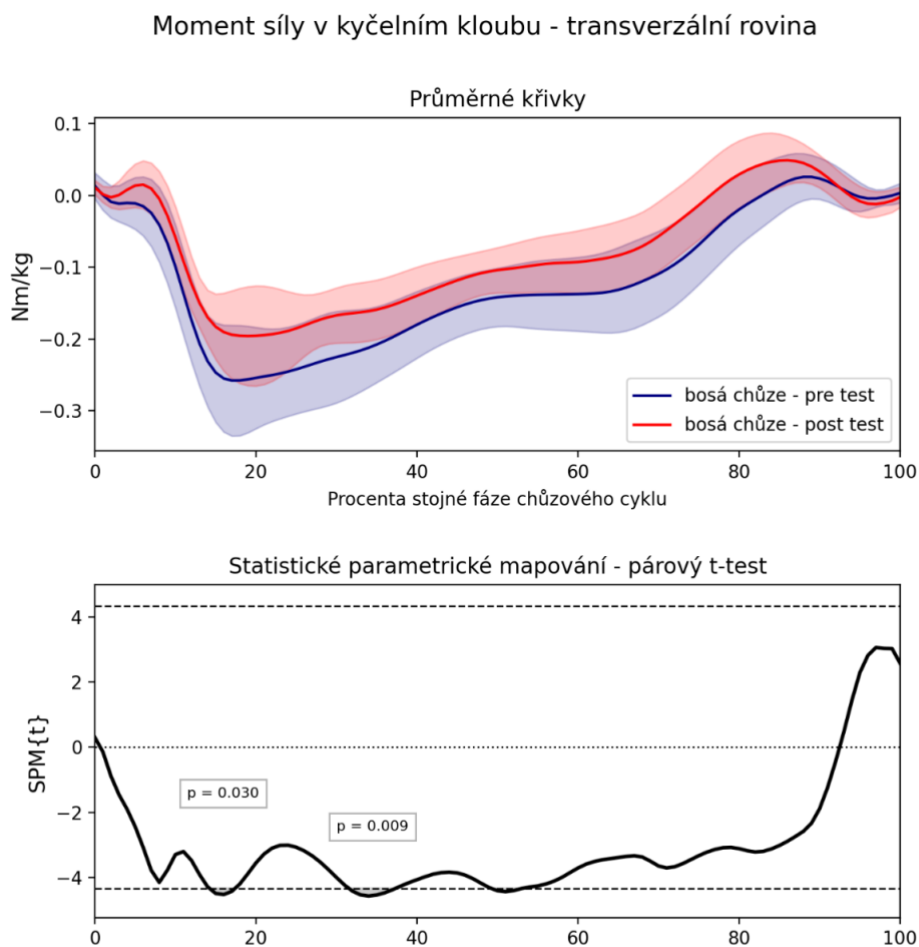 Moment síly v kyčelním kloubu - transverzální rovina
Průměrné křivky
0.1
0.0
−0.1
−0.2
−0.3
Nm/kg
bosá chůze - pre test
bosá chůze - post test
0 20 40 60 80 100
Procenta stojné fáze chůzového cyklu
Statistické parametrické mapování - párový t-test
4
2
0
−2
−4
SPM{t}
p = 0.030
p = 0.009
0 20 40 60 80 100